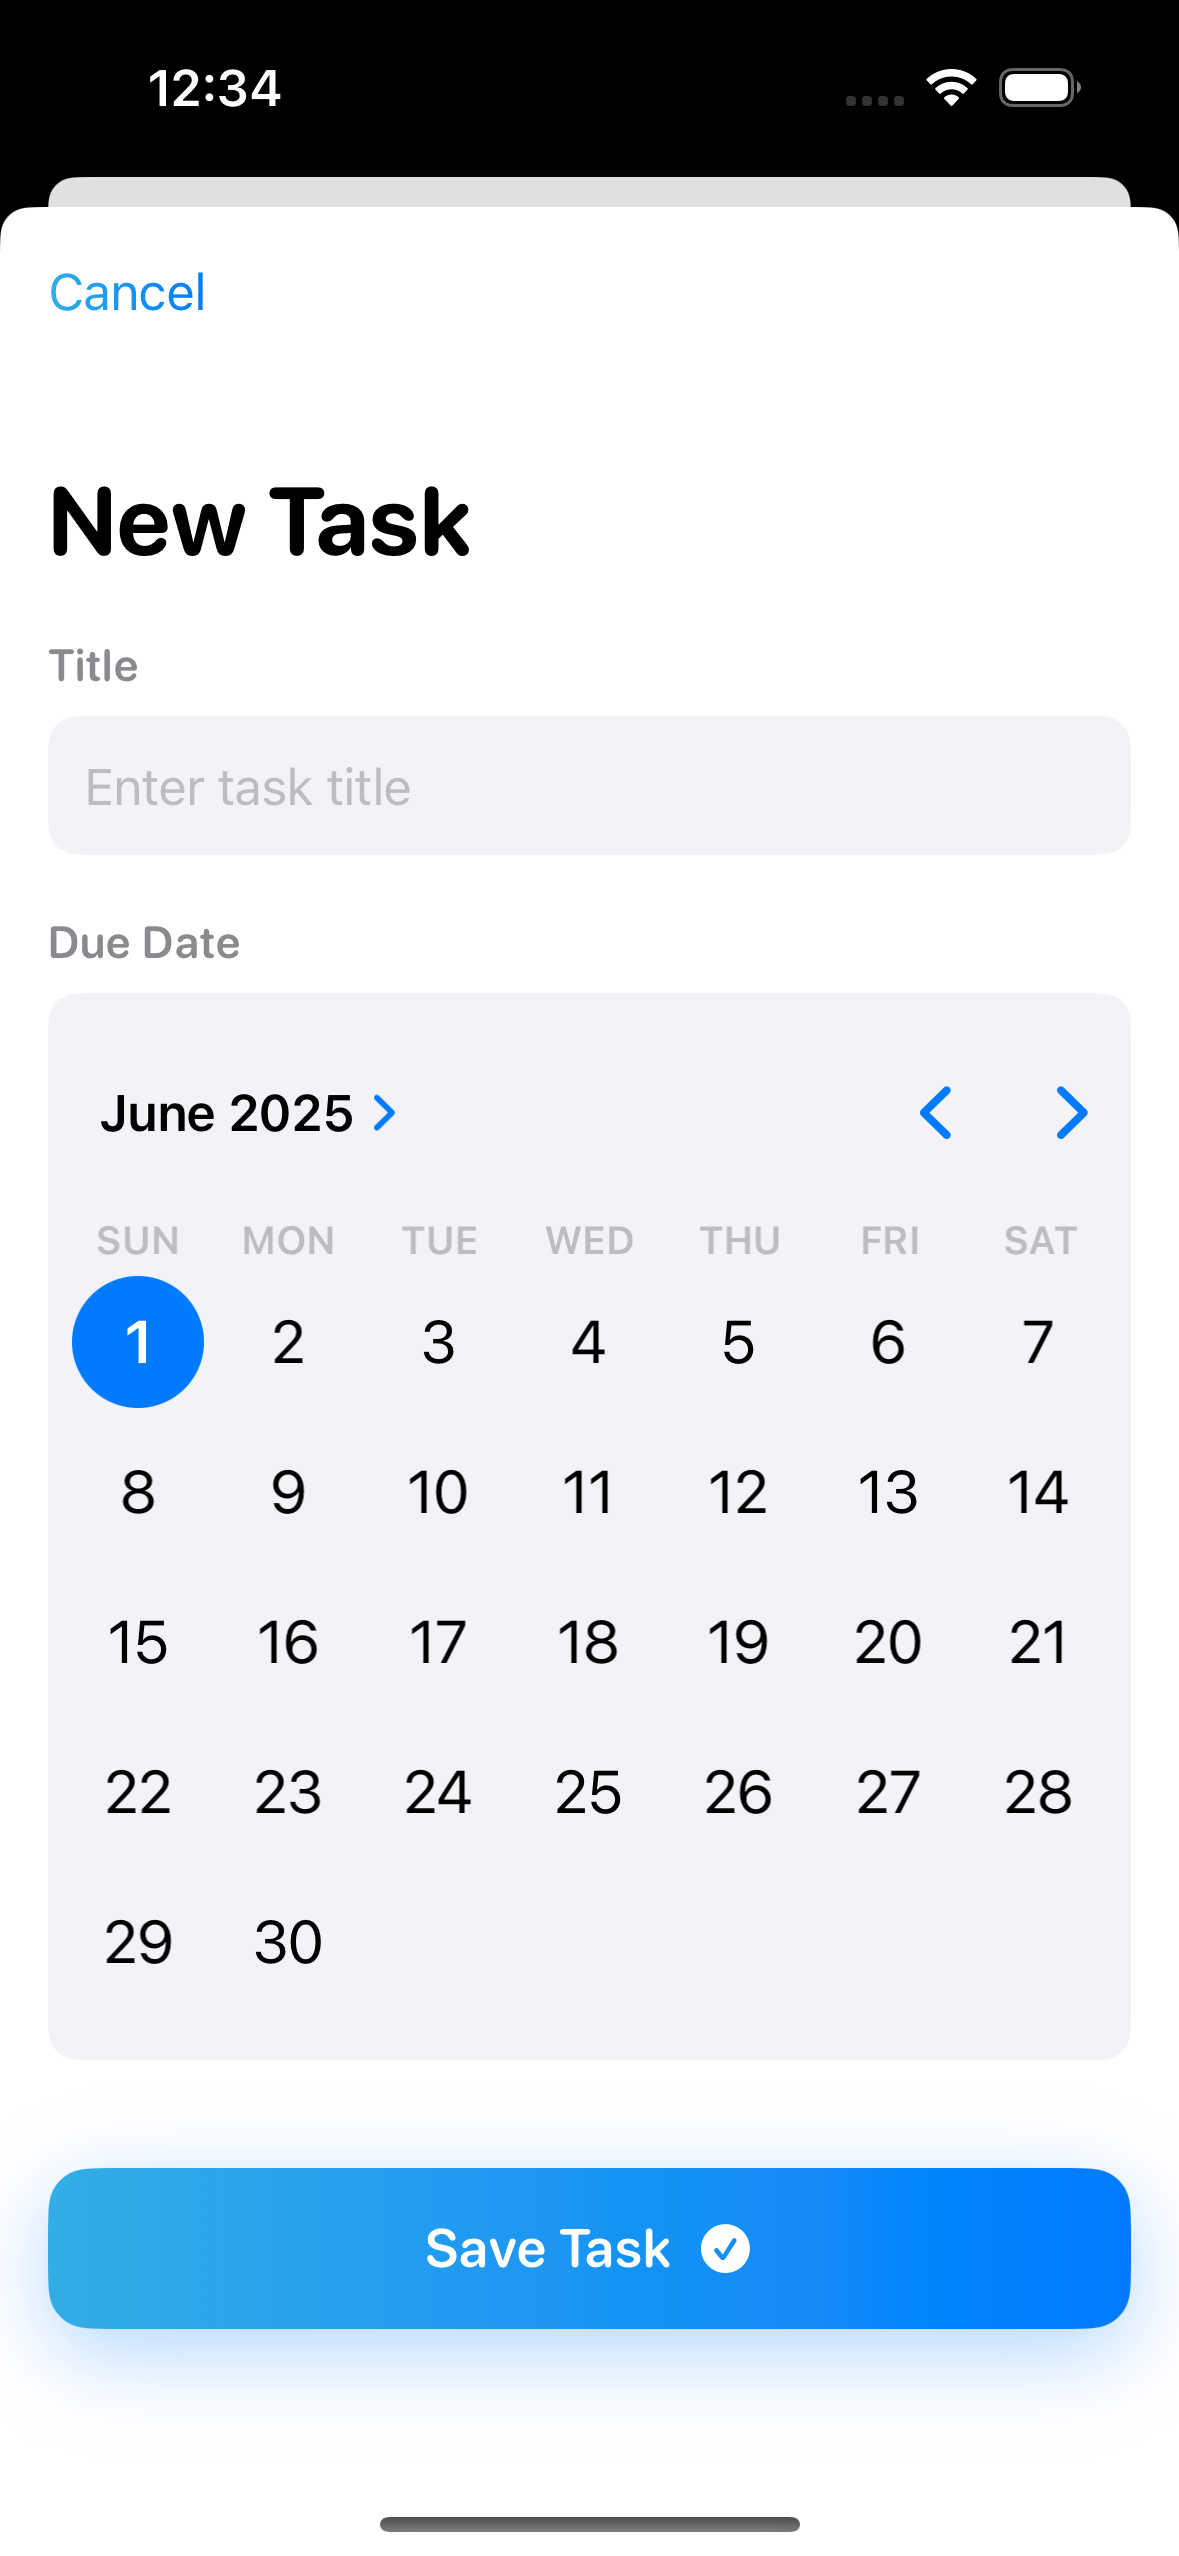 12:34
Cancel
New Task
Title
Enter task title
Due Date
June 2025
SUN MON TUE WED THU FRI SAT
1 2 3 4 5 6 7
8 9 10 11 12 13 14
15 16 17 18 19 20 21
22 23 24 25 26 27 28
29 30
Save Task